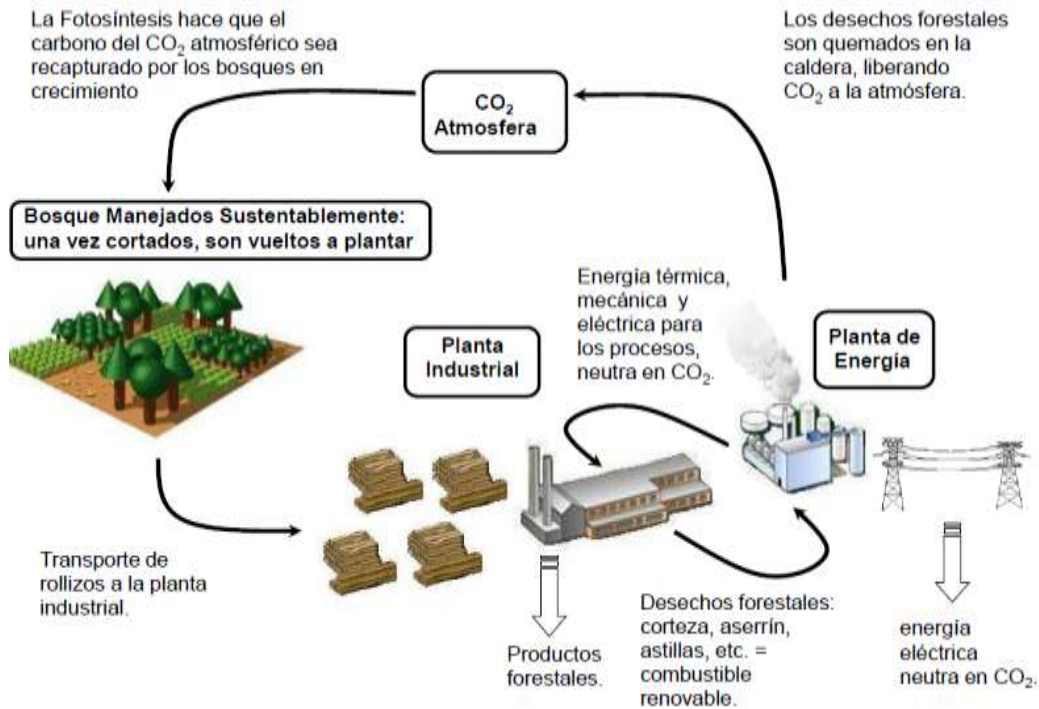 La Fotosíntesis hace que el
carbono del CO₂ atmosférico sea
recapturado por los bosques en
crecimiento
Los desechos forestales
son quemados en la
caldera, liberando
CO₂ a la atmósfera.
CO₂
Atmosfera
Bosque Manejados Sustentablemente:
una vez cortados, son vueltos a plantar
Energía térmica,
mecánica y
eléctrica para
los procesos,
neutra en CO₂.
Planta
Industrial
Planta de
Energía
Transporte de
rollizos a la planta
industrial.
Productos
forestales.
Desechos forestales:
corteza, aserrín,
astillas, etc. =
combustible
renovable.
energía
eléctrica
neutra en CO₂.